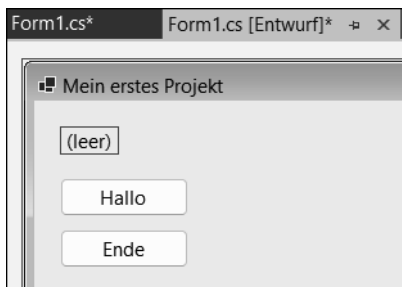 Form1.cs*
Form1.cs [Entwurf]*
Mein erstes Projekt
(leer)
Hallo
Ende